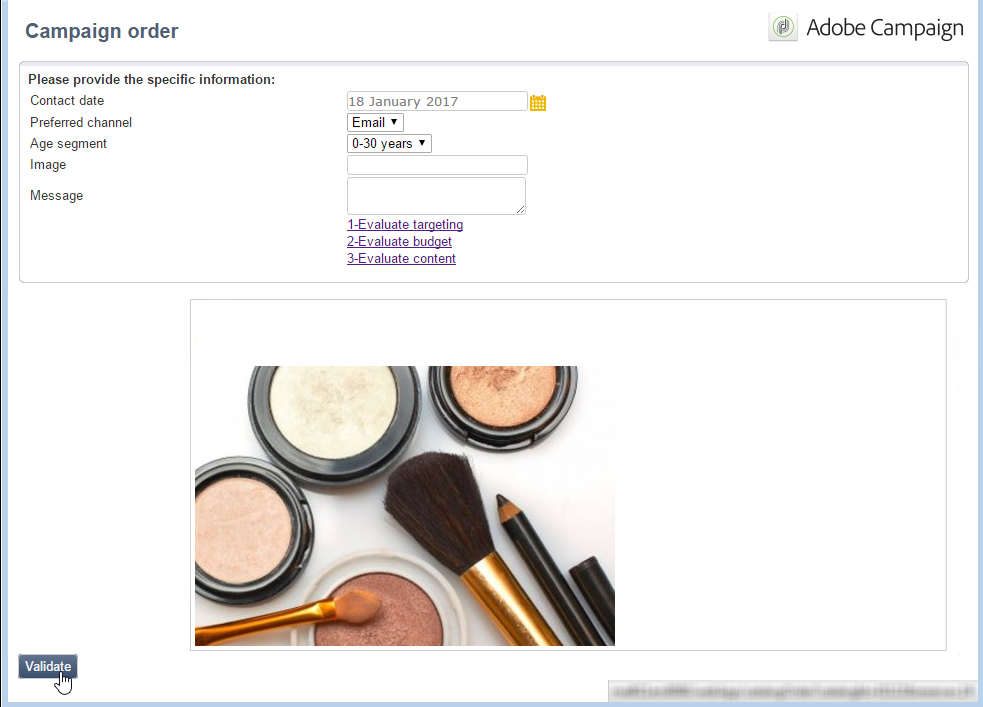 Campaign order
Adobe Campaign
Please provide the specific information:
Contact date
18 January 2017
Preferred channel
Email
Age segment
0-30 years
Image
Message
1-Evaluate targeting
2-Evaluate budget
3-Evaluate content
Validate